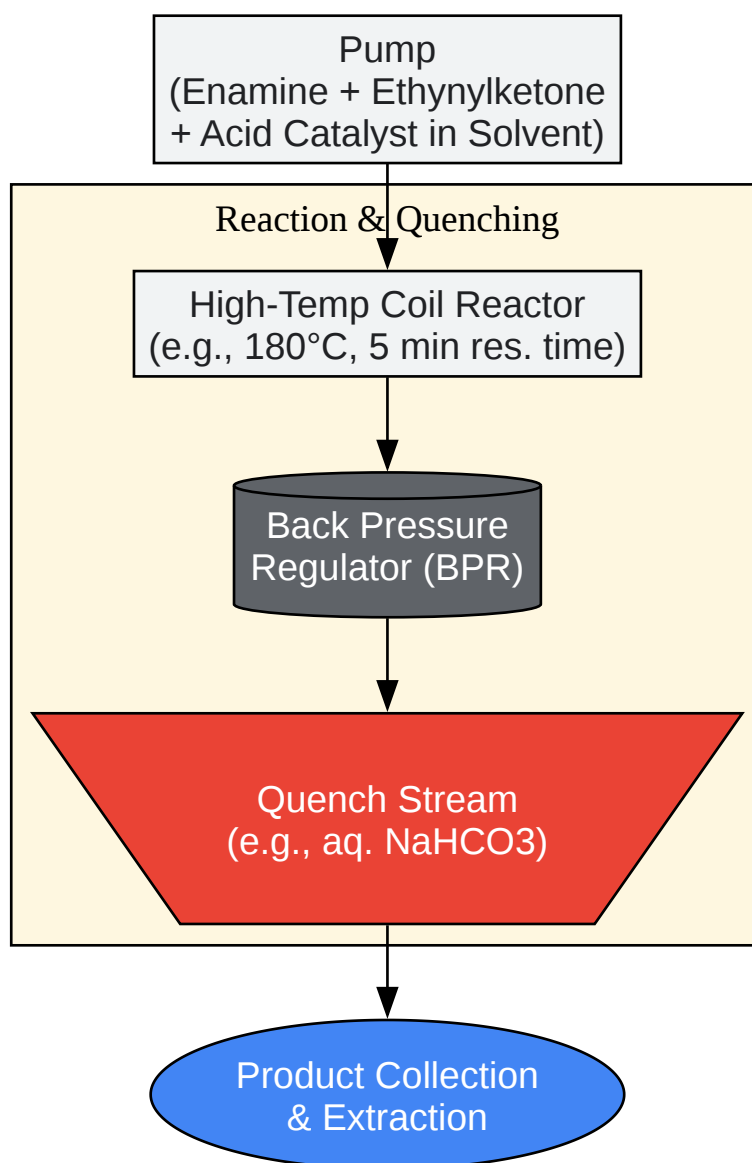 Pump
(Enamine + Ethynylketone
+ Acid Catalyst in Solvent)
Reaction & Quenching
High-Temp Coil Reactor
(e.g., 180°C, 5 min res. time)
Back Pressure
Regulator (BPR)
Quench Stream
(e.g., aq. NaHCO3)
Product Collection
& Extraction